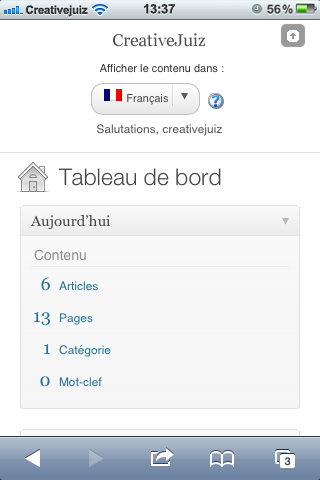 Creativejuiz 13:37 56%
CreativeJuiz
Afficher le contenu dans :
Français
?
Salutations, creativejuiz
Tableau de bord
Aujourd'hui
Contenu
6 Articles
13 Pages
1 Catégorie
0 Mot-clef
3